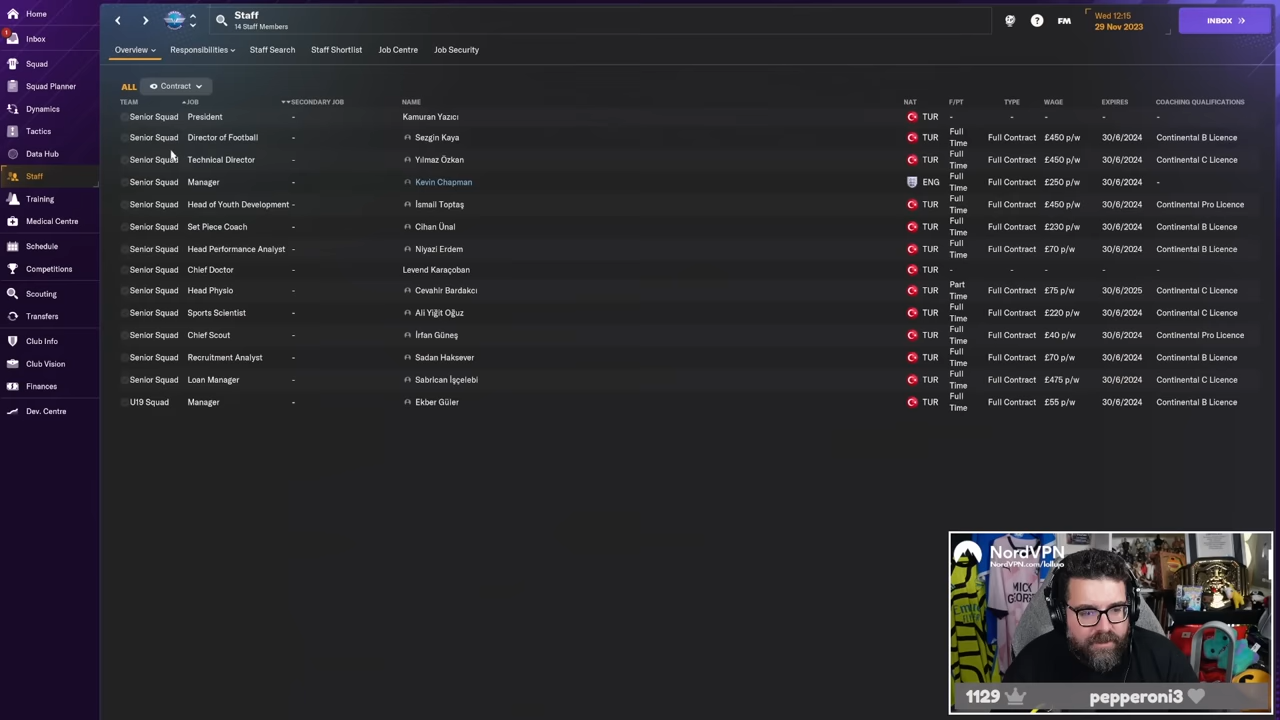 Home
Inbox
1
Squad
Squad Planner
Dynamics
Tactics
Data Hub
Staff
Training
Medical Centre
Schedule
Competitions
Scouting
Transfers
Club Info
Club Vision
Finances
Dev. Centre
Staff
14 Staff Members
FM
Wed 12:15
29 Nov 2023
INBOX
Overview Responsibilities Staff Search Staff Shortlist Job Centre Job Security
ALL Contract
TEAM JOB SECONDARY JOB NAME NAT F/PT TYPE WAGE EXPIRES COACHING QUALIFICATIONS
Senior Squad President - Kamuran Yazıcı TUR - - - - -
Senior Squad Director of Football - Sezgin Kaya TUR Full Time Full Contract £450 p/w 30/6/2024 Continental B Licence
Senior Squad Technical Director - Yılmaz Özkan TUR Full Time Full Contract £450 p/w 30/6/2024 Continental C Licence
Senior Squad Manager - Kevin Chapman ENG Full Time Full Contract £250 p/w 30/6/2024 -
Senior Squad Head of Youth Development - İsmail Toptaş TUR Full Time Full Contract £450 p/w 30/6/2024 Continental Pro Licence
Senior Squad Set Piece Coach - Cihan Ünal TUR Full Time Full Contract £230 p/w 30/6/2024 Continental B Licence
Senior Squad Head Performance Analyst - Niyazi Erdem TUR Full Time Full Contract £70 p/w 30/6/2024 Continental B Licence
Senior Squad Chief Doctor - Levend Karaçoban TUR - - - - -
Senior Squad Head Physio - Cevahir Bardakcı TUR Part Time Full Contract £75 p/w 30/6/2025 Continental C Licence
Senior Squad Sports Scientist - Ali Yiğit Oğuz TUR Full Time Full Contract £220 p/w 30/6/2024 Continental C Licence
Senior Squad Chief Scout - İrfan Güneş TUR Full Time Full Contract £40 p/w 30/6/2024 Continental Pro Licence
Senior Squad Recruitment Analyst - Sadan Haksever TUR Full Time Full Contract £70 p/w 30/6/2024 Continental B Licence
Senior Squad Loan Manager - Sabrican İşçelebi TUR Full Time Full Contract £475 p/w 30/6/2024 Continental C Licence
U19 Squad Manager - Ekber Güler TUR Full Time Full Contract £55 p/w 30/6/2024 Continental B Licence
NordVPN
NordVPN.com/lollujo
MICK
1129 pepperoni3